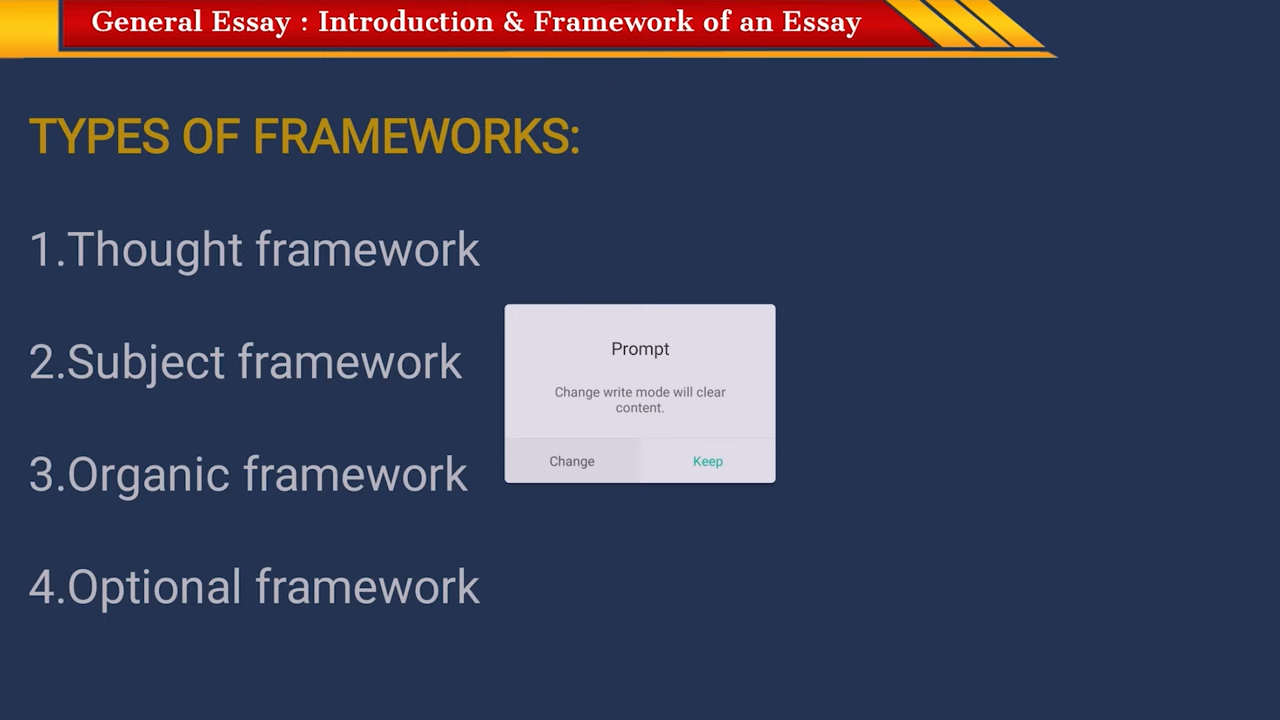 General Essay : Introduction & Framework of an Essay
TYPES OF FRAMEWORKS:
1.Thought framework
2.Subject framework
3.Organic framework
4.Optional framework
Prompt
Change write mode will clear
content.
Change Keep